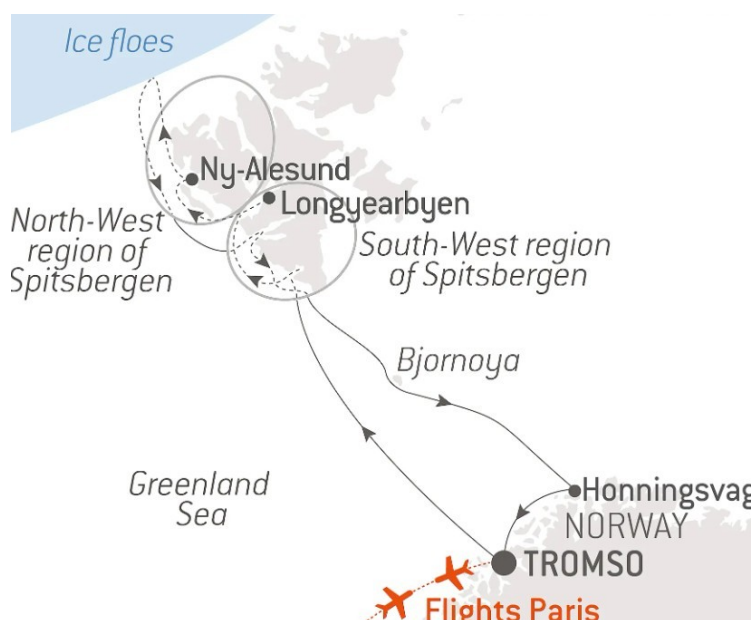 Ice floes
Ny-Alesund
Longyearbyen
North-West
region of
Spitsbergen
South-West region
of Spitsbergen
Bjornoya
Greenland
Sea
Honningsvag
NORWAY
TROMSO
Flights Paris